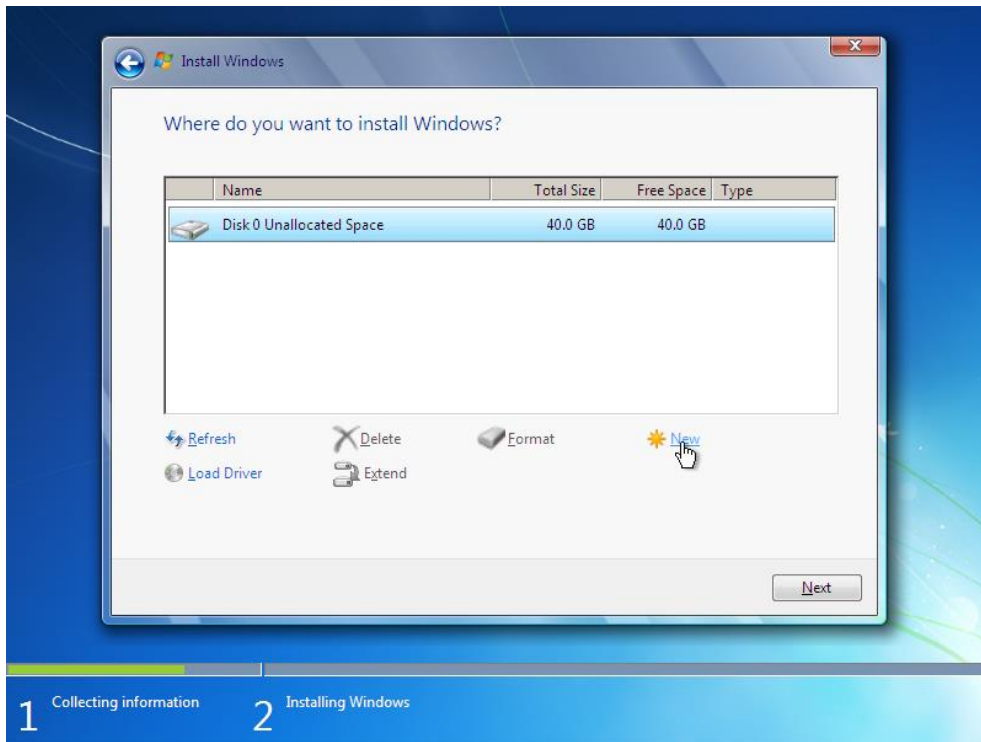 Install Windows
Where do you want to install Windows?
Name Total Size Free Space Type
Disk 0 Unallocated Space 40.0 GB 40.0 GB
Refresh Delete Format New
Load Driver Extend
Next
1 Collecting information 2 Installing Windows